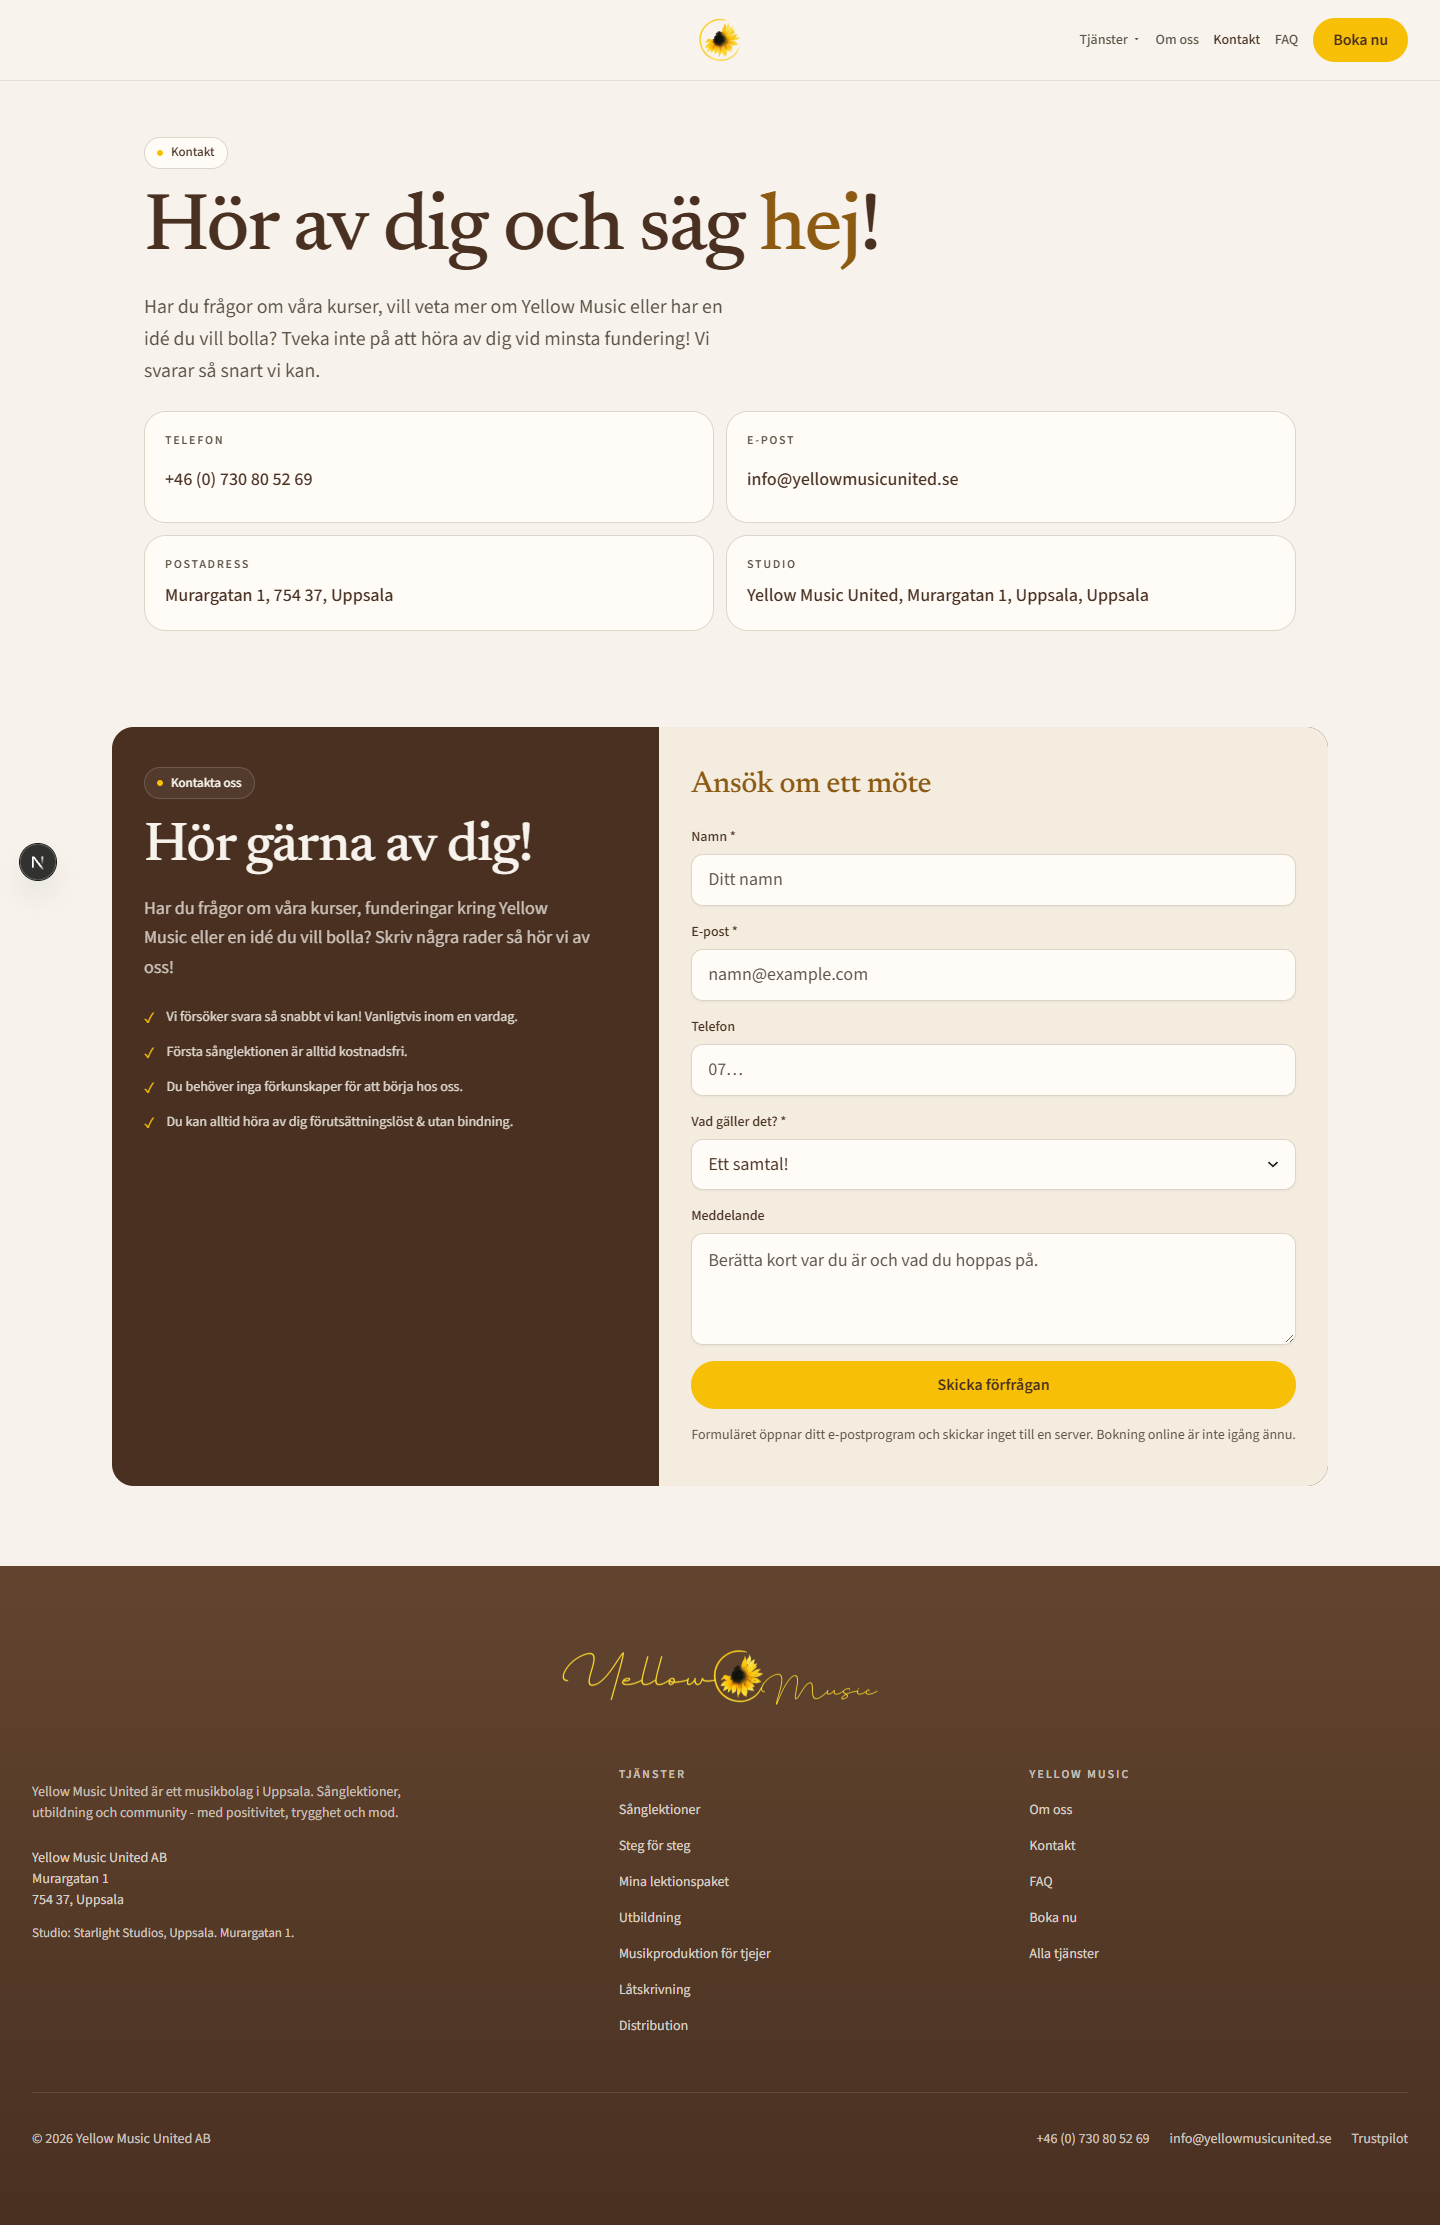 Tjänster
Om oss
Kontakt
FAQ
Boka nu
Kontakt
Hör av dig och säg hej!
Har du frågor om våra kurser, vill veta mer om Yellow Music eller har en
idé du vill bolla? Tveka inte på att höra av dig vid minsta fundering! Vi
svarar så snart vi kan.
TELEFON
+46 (0) 730 80 52 69
E-POST
info@yellowmusicunited.se
POSTADRESS
Murargatan 1, 754 37, Uppsala
STUDIO
Yellow Music United, Murargatan 1, Uppsala, Uppsala
Kontakta oss
Hör gärna av dig!
Har du frågor om våra kurser, funderingar kring Yellow
Music eller en idé du vill bolla? Skriv några rader så hör vi av
oss!
Vi försöker svara så snabbt vi kan! Vanligtvis inom en vardag.
Första sånglektionen är alltid kostnadsfri.
Du behöver inga förkunskaper för att börja hos oss.
Du kan alltid höra av dig förutsättningslöst & utan bindning.
Ansök om ett möte
Namn *
Ditt namn
E-post *
namn@example.com
Telefon
07…
Vad gäller det? *
Ett samtal!
Meddelande
Berätta kort var du är och vad du hoppas på.
Skicka förfrågan
Formuläret öppnar ditt e-postprogram och skickar inget till en server. Bokning online är inte igång ännu.
N
Yellow Music
Yellow Music United är ett musikbolag i Uppsala. Sånglektioner,
utbildning och community - med positivitet, trygghet och mod.
Yellow Music United AB
Murargatan 1
754 37, Uppsala
Studio: Starlight Studios, Uppsala. Murargatan 1.
TJÄNSTER
Sånglektioner
Steg för steg
Mina lektionspaket
Utbildning
Musikproduktion för tjejer
Låtskrivning
Distribution
YELLOW MUSIC
Om oss
Kontakt
FAQ
Boka nu
Alla tjänster
© 2026 Yellow Music United AB
+46 (0) 730 80 52 69
info@yellowmusicunited.se
Trustpilot